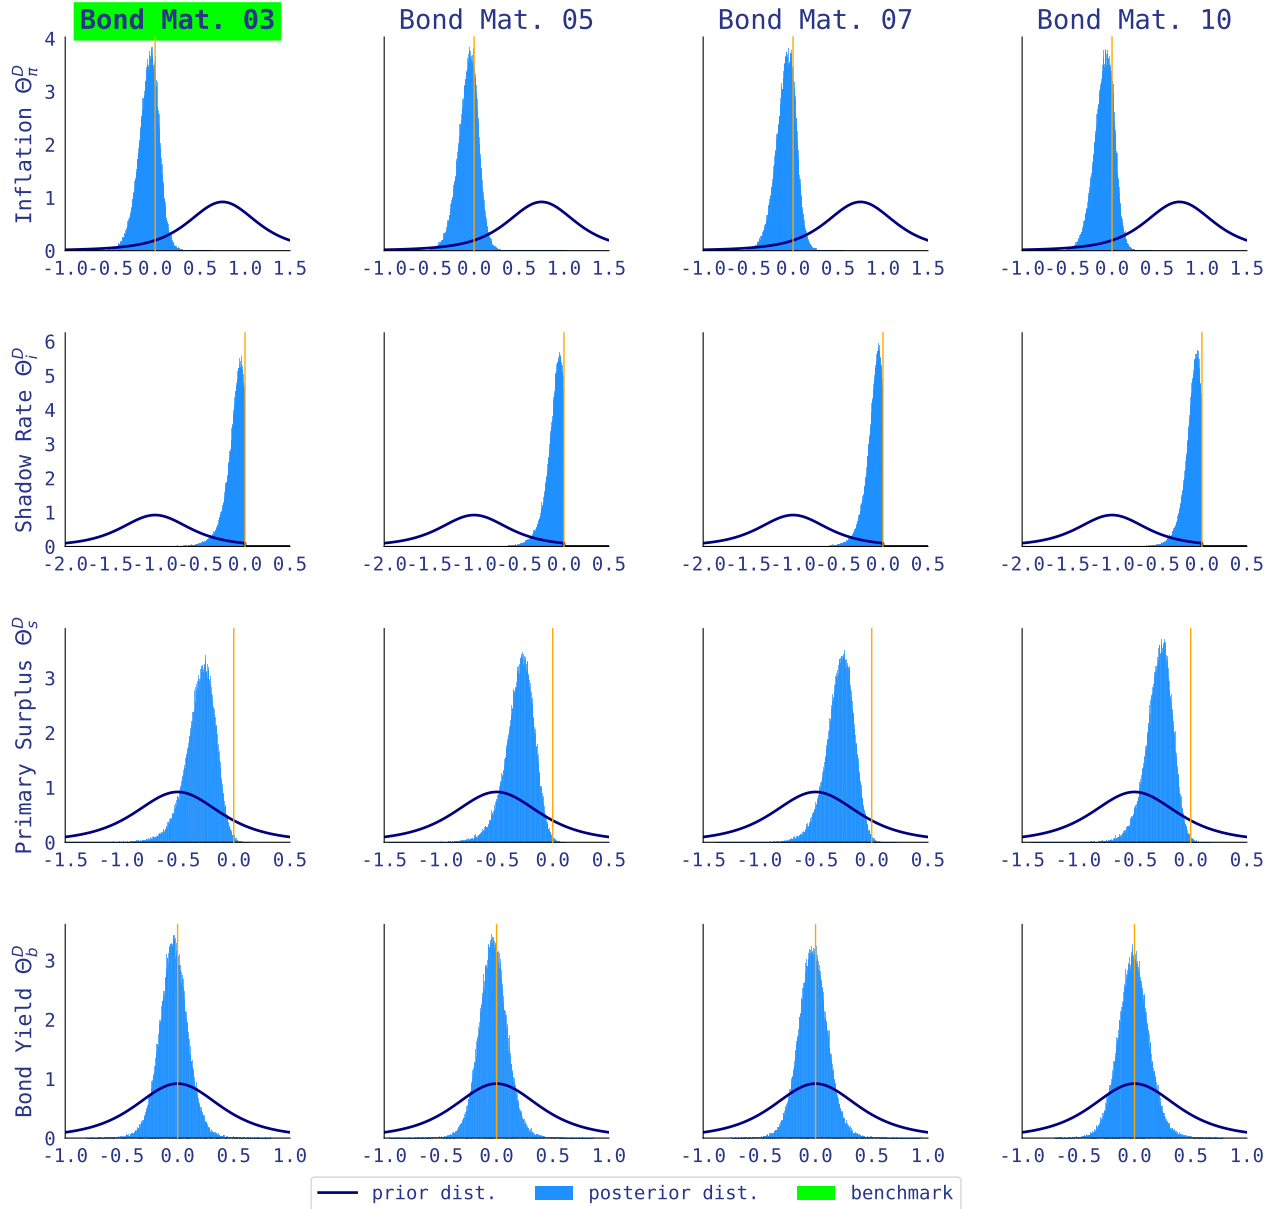 Bond Mat. 03 Bond Mat. 05 Bond Mat. 07 Bond Mat. 10
Inflation Θ^D_π
4
3
2
1
0
-1.0 -0.5 0.0 0.5 1.0 1.5 -1.0 -0.5 0.0 0.5 1.0 1.5 -1.0 -0.5 0.0 0.5 1.0 1.5 -1.0 -0.5 0.0 0.5 1.0 1.5
Shadow Rate Θ^D_i
6
5
4
3
2
1
0
-2.0 -1.5 -1.0 -0.5 0.0 0.5 -2.0 -1.5 -1.0 -0.5 0.0 0.5 -2.0 -1.5 -1.0 -0.5 0.0 0.5 -2.0 -1.5 -1.0 -0.5 0.0 0.5
Primary Surplus Θ^D_s
3
2
1
0
-1.5 -1.0 -0.5 0.0 0.5 -1.5 -1.0 -0.5 0.0 0.5 -1.5 -1.0 -0.5 0.0 0.5 -1.5 -1.0 -0.5 0.0 0.5
Bond Yield Θ^D_b
3
2
1
0
-1.0 -0.5 0.0 0.5 1.0 -1.0 -0.5 0.0 0.5 1.0 -1.0 -0.5 0.0 0.5 1.0 -1.0 -0.5 0.0 0.5 1.0
prior dist. posterior dist. benchmark